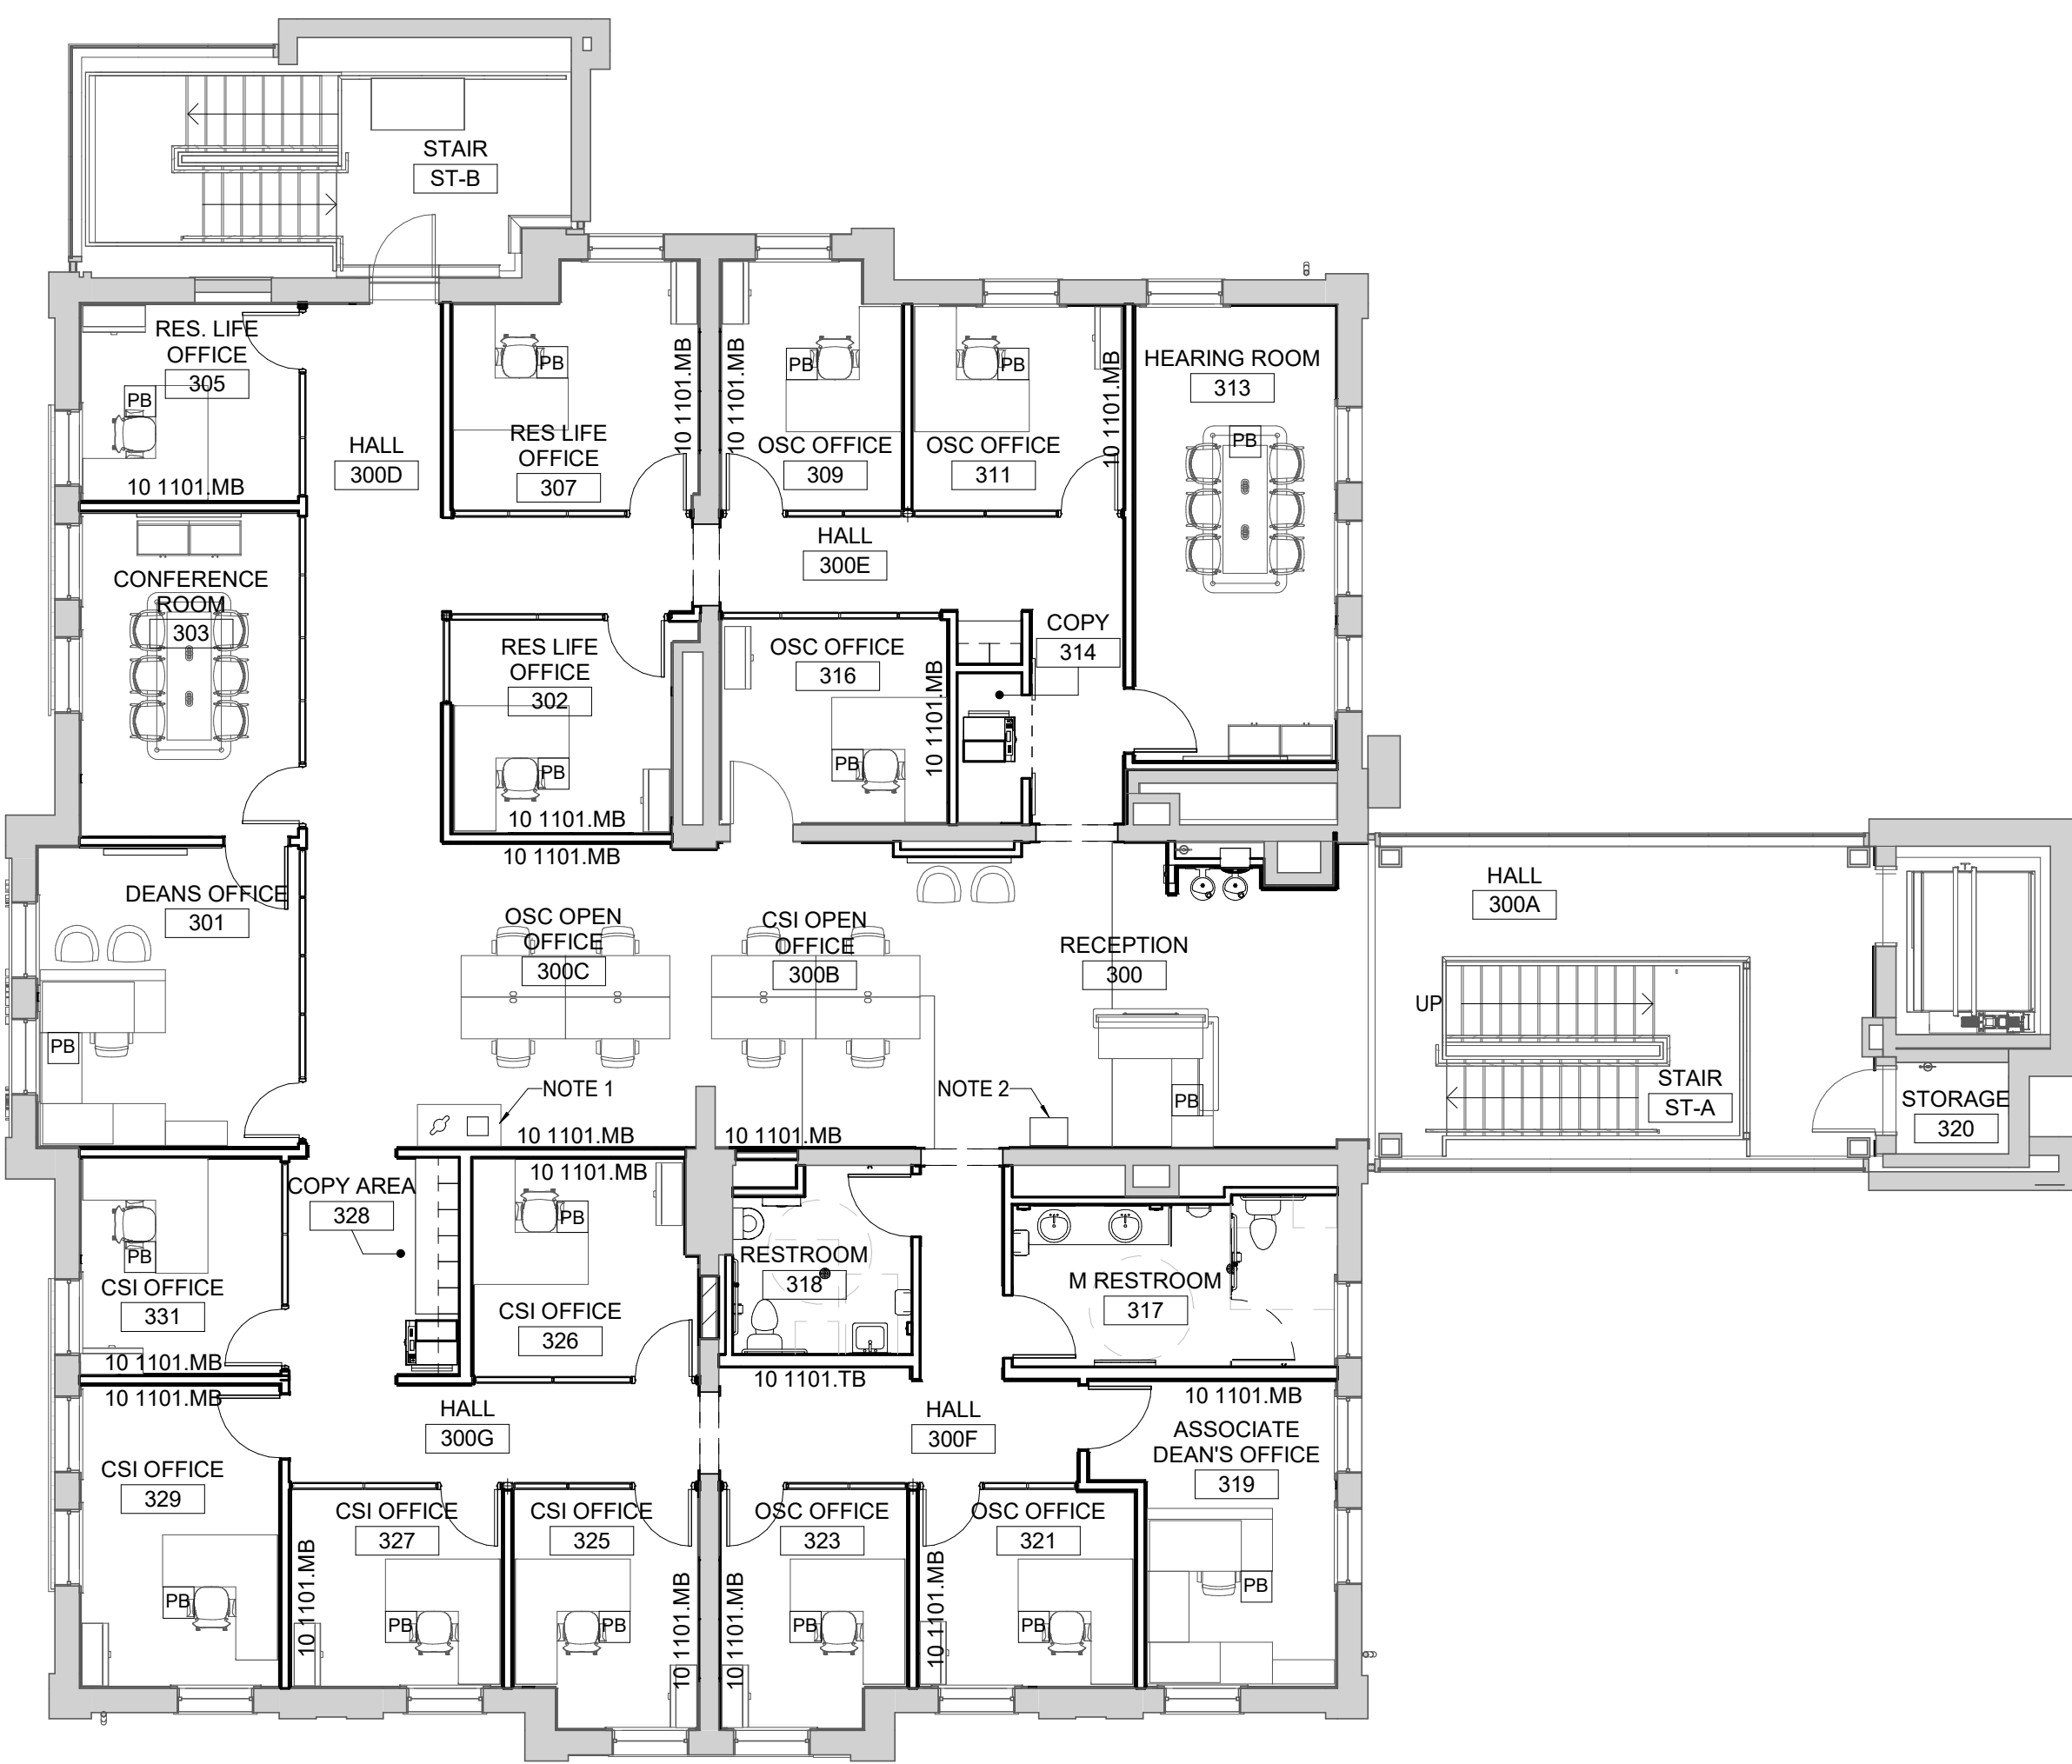 STAIR
ST-B
RES. LIFE
OFFICE
305
PB
10 1101.MB
HALL
300D
PB
RES LIFE
OFFICE
307
10 1101.MB
10 1101.MB
PB
OSC OFFICE
309
PB
OSC OFFICE
311
10 1101.MB
HEARING ROOM
313
PB
CONFERENCE
ROOM
303
HALL
300E
RES LIFE
OFFICE
302
PB
10 1101.MB
10 1101.MB
OSC OFFICE
316
PB
10 1101.MB
COPY
314
DEANS OFFICE
301
PB
OSC OPEN
OFFICE
300C
CSI OPEN
OFFICE
300B
RECEPTION
300
PB
HALL
300A
UP
STAIR
ST-A
STORAGE
320
NOTE 1
NOTE 2
10 1101.MB
10 1101.MB
10 1101.MB
COPY AREA
328
PB
CSI OFFICE
331
10 1101.MB
10 1101.MB
PB
CSI OFFICE
326
RESTROOM
318
10 1101.TB
M RESTROOM
317
10 1101.MB
HALL
300G
HALL
300F
ASSOCIATE
DEAN'S OFFICE
319
PB
CSI OFFICE
329
PB
CSI OFFICE
327
10 1101.MB
PB
CSI OFFICE
325
PB
10 1101.MB
10 1101.MB
OSC OFFICE
323
PB
OSC OFFICE
321
10 1101.MB
PB